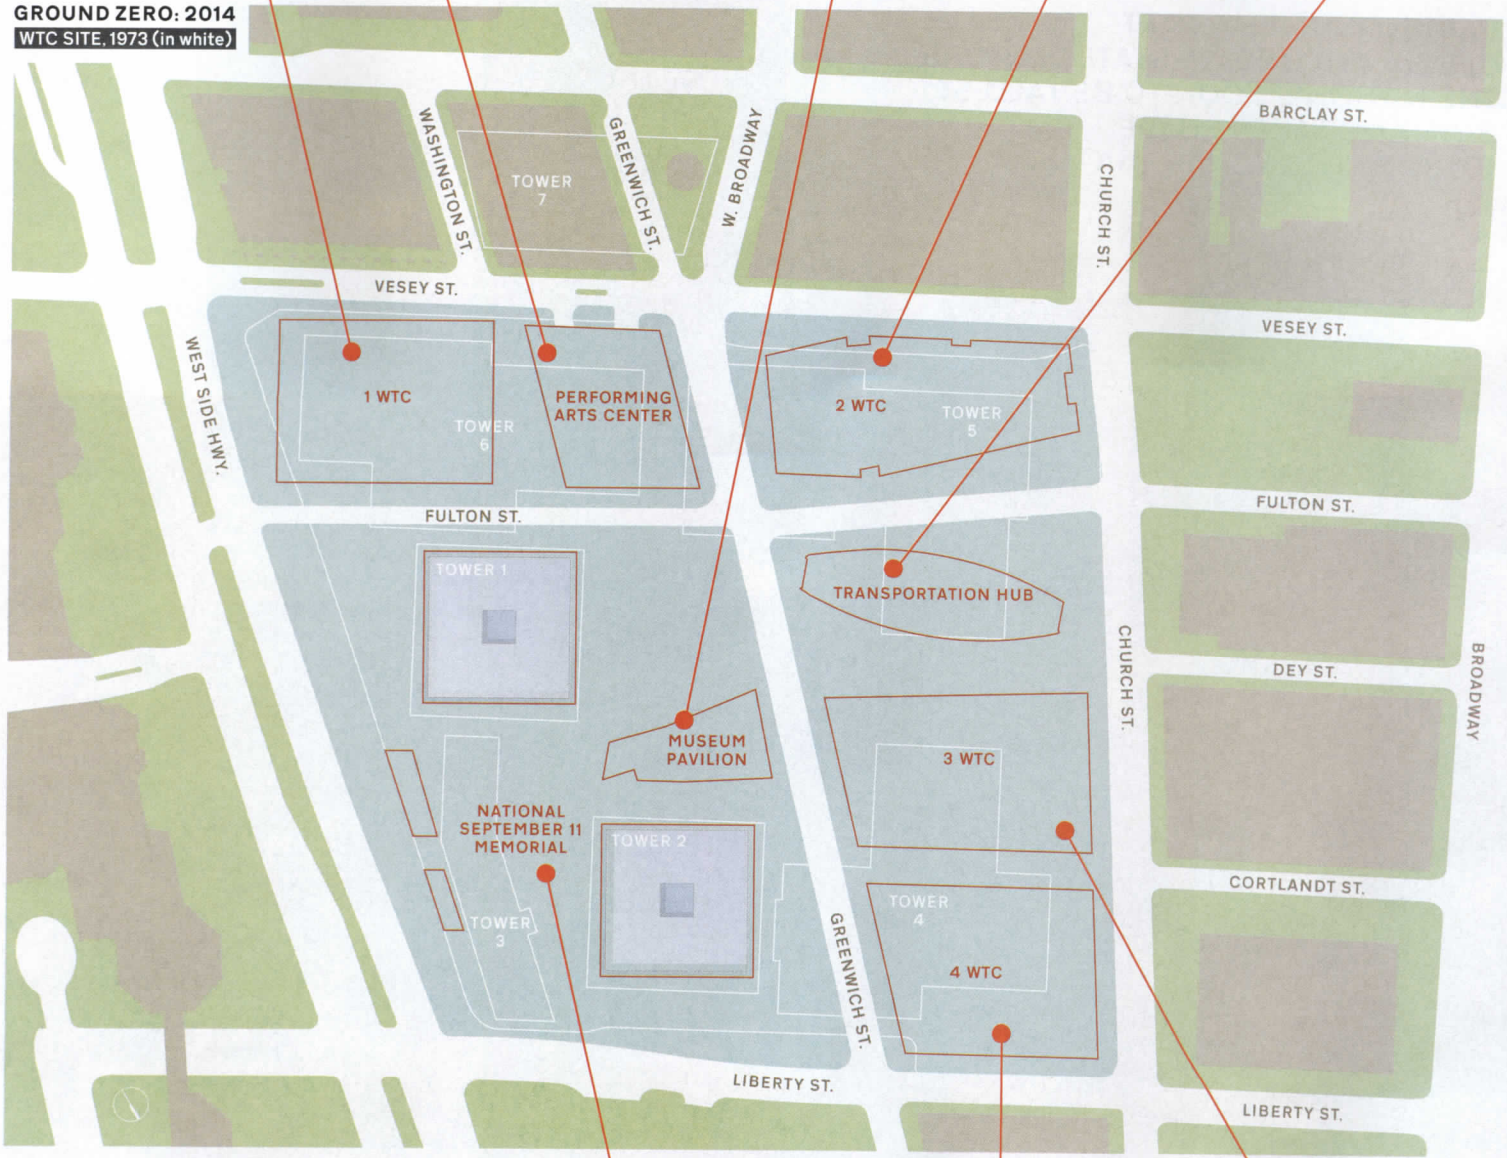 GROUND ZERO: 2014
WTC SITE, 1973 (in white)
BARCLAY ST.
WASHINGTON ST.
GREENWICH ST.
W. BROADWAY
CHURCH ST.
TOWER
7
VESEY ST.
VESEY ST.
WEST SIDE HWY.
1 WTC
TOWER
6
PERFORMING
ARTS CENTER
2 WTC
TOWER
5
FULTON ST.
FULTON ST.
TOWER 1
TRANSPORTATION HUB
CHURCH ST.
DEY ST.
BROADWAY
MUSEUM
PAVILION
3 WTC
NATIONAL
SEPTEMBER 11
MEMORIAL
TOWER 2
TOWER
3
TOWER
4
CORTLANDT ST.
4 WTC
GREENWICH ST.
LIBERTY ST.
LIBERTY ST.